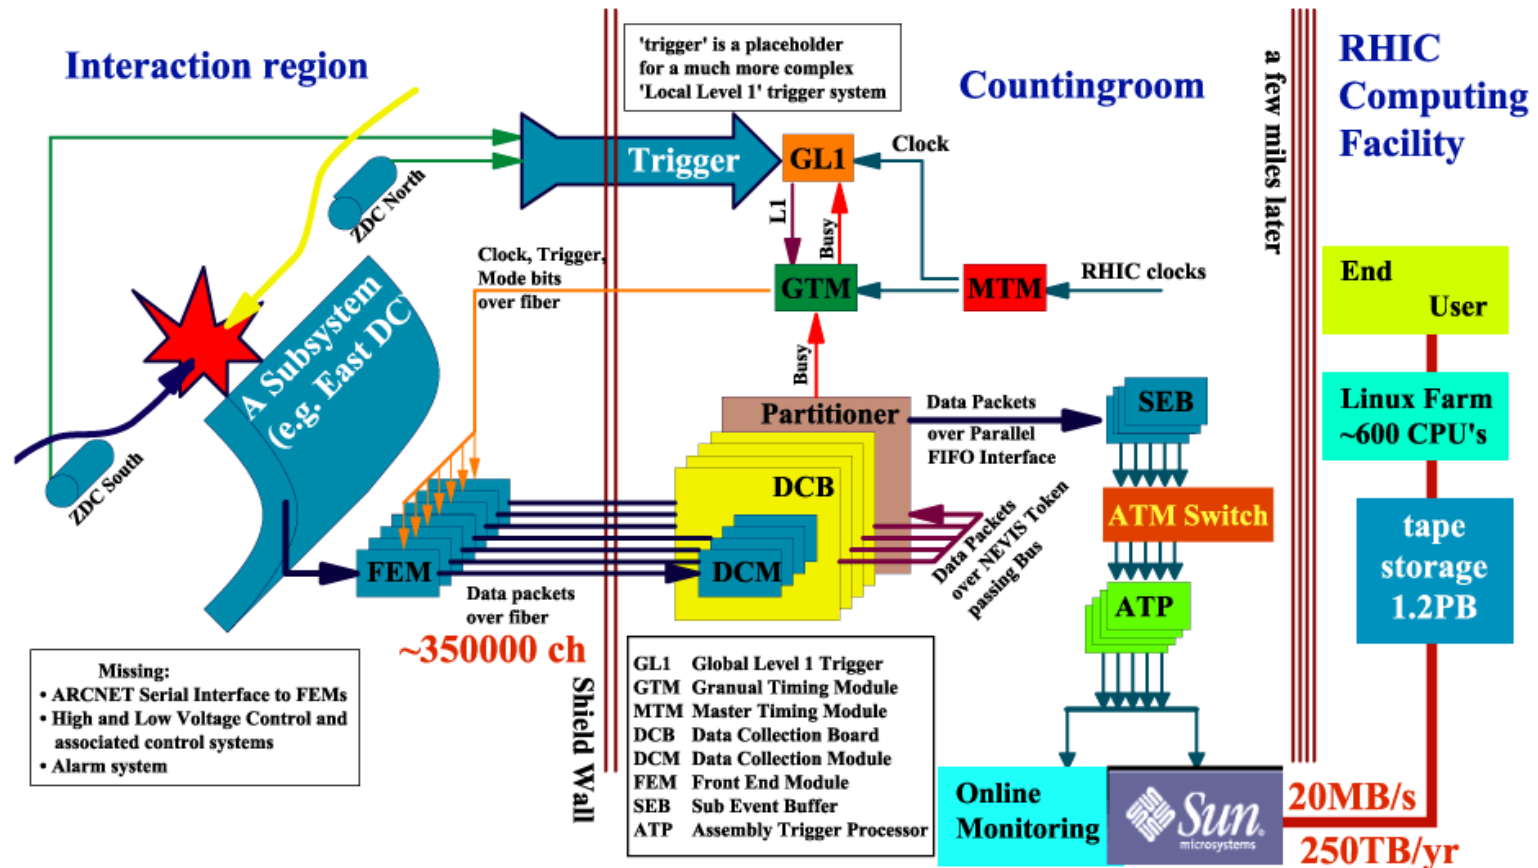 Interaction region
'trigger' is a placeholder
for a much more complex
'Local Level 1' trigger system
Countingroom
a few miles later
RHIC
Computing
Facility
Trigger
GL1
Clock
ZDC North
L1
Busy
Clock, Trigger,
Mode bits
over fiber
GTM
MTM
RHIC clocks
A Subsystem
(e.g. East DC)
Busy
End
User
Linux Farm
~600 CPU's
tape
storage
1.2PB
Partitioner
Data Packets
over Parallel
FIFO Interface
SEB
ZDC South
DCB
DCM
FEM
Data packets
over fiber
~350000 ch
Data Packets
over NEVIS Token
passing Bus
ATM Switch
ATP
Missing:
• ARCNET Serial Interface to FEMs
• High and Low Voltage Control and
associated control systems
• Alarm system
Shield Wall
GL1 Global Level 1 Trigger
GTM Granual Timing Module
MTM Master Timing Module
DCB Data Collection Board
DCM Data Collection Module
FEM Front End Module
SEB Sub Event Buffer
ATP Assembly Trigger Processor
Online
Monitoring
Sun
microsystems
20MB/s
250TB/yr